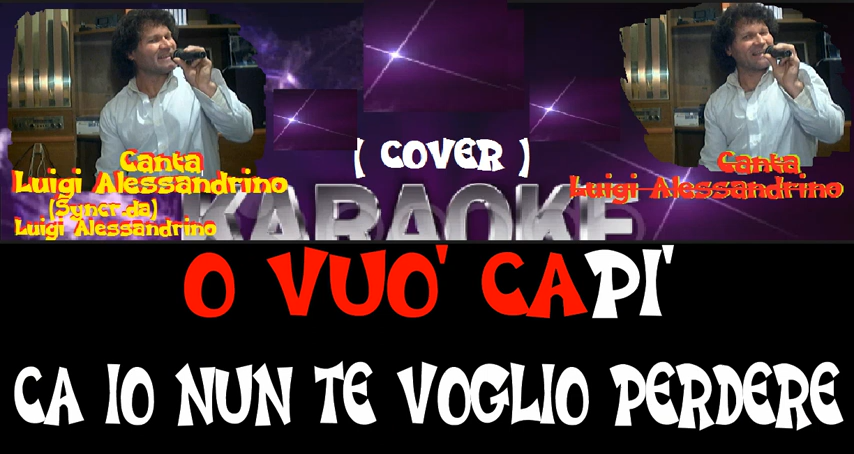 ( COVER )
Canta
Luigi Alessandrino
(Syncr da)
Luigi Alessandrino
Canta
Luigi Alessandrino
KARAOKE
O VUO' CAPI'
CA IO NUN TE VOGLIO PERDERE